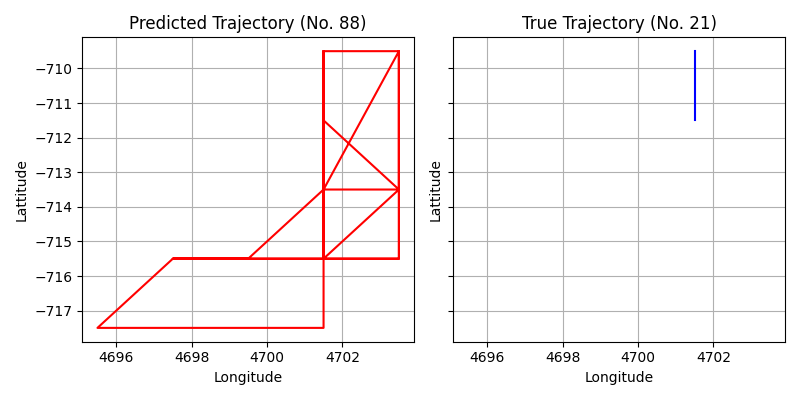 Predicted Trajectory (No. 88)
True Trajectory (No. 21)
−710
−711
−712
−713
−714
−715
−716
−717
Lattitude
Lattitude
4696 4698 4700 4702
4696 4698 4700 4702
Longitude
Longitude